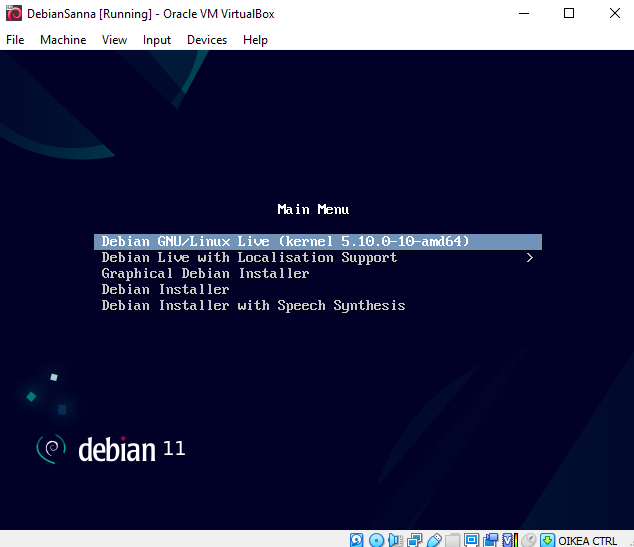 DebianSanna [Running] - Oracle VM VirtualBox
File Machine View Input Devices Help
Main Menu
Debian GNU/Linux Live (kernel 5.10.0-10-amd64)
Debian Live with Localisation Support >
Graphical Debian Installer
Debian Installer
Debian Installer with Speech Synthesis
debian 11
OIKEA CTRL